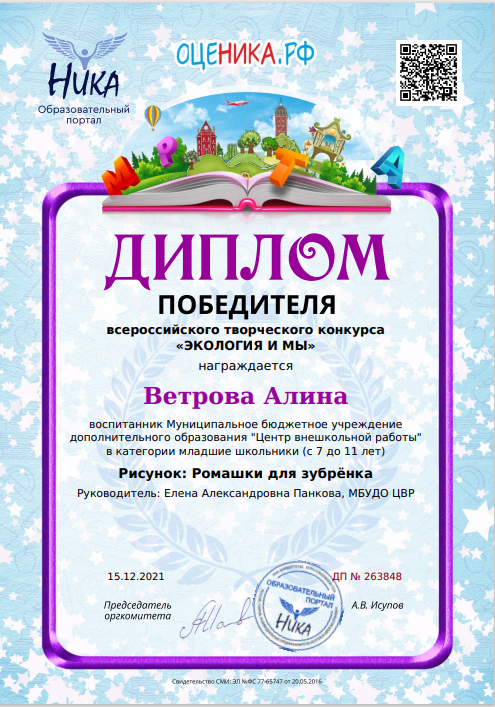 НИКА
Образовательный
портал
ОЦЕНИКА.РФ
М Р Т А
ДИПЛОМ
ПОБЕДИТЕЛЯ
всероссийского творческого конкурса
«ЭКОЛОГИЯ И МЫ»
награждается
Ветрова Алина
воспитанник Муниципальное бюджетное учреждение
дополнительного образования "Центр внешкольной работы"
в категории младшие школьники (с 7 до 11 лет)
Рисунок: Ромашки для зубрёнка
Руководитель: Елена Александровна Панкова, МБУДО ЦВР
15.12.2021
ДП № 263848
Председатель
оргкомитета
ОБРАЗОВАТЕЛЬНЫЙ
ПОРТАЛ
НИКА
А.В. Исупов
Свидетельство СМИ: ЭЛ №ФС 77-65747 от 20.05.2016